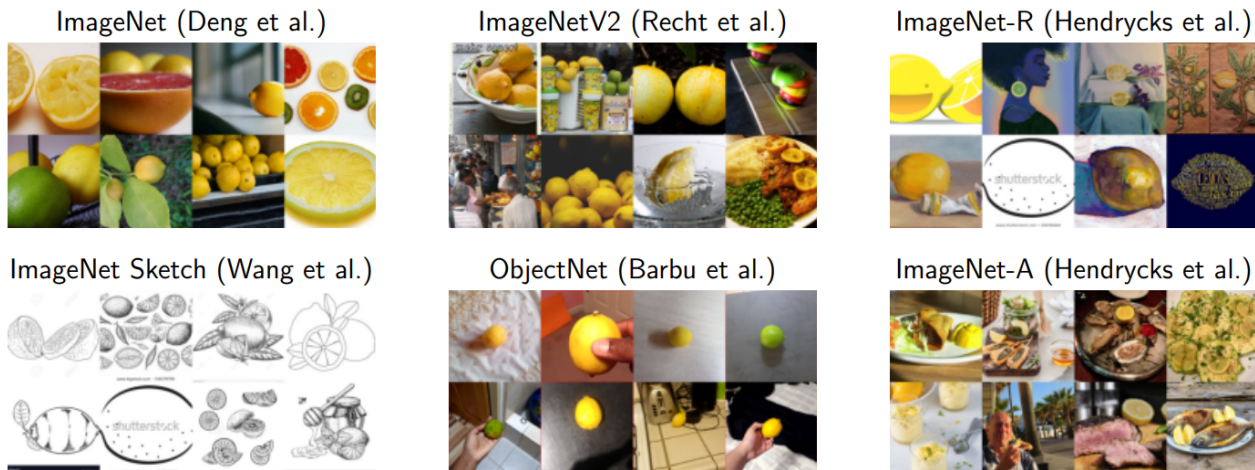 ImageNet (Deng et al.)
ImageNetV2 (Recht et al.)
ImageNet-R (Hendrycks et al.)
shutterstock
LEMON
ImageNet Sketch (Wang et al.)
ObjectNet (Barbu et al.)
ImageNet-A (Hendrycks et al.)
shutterstock